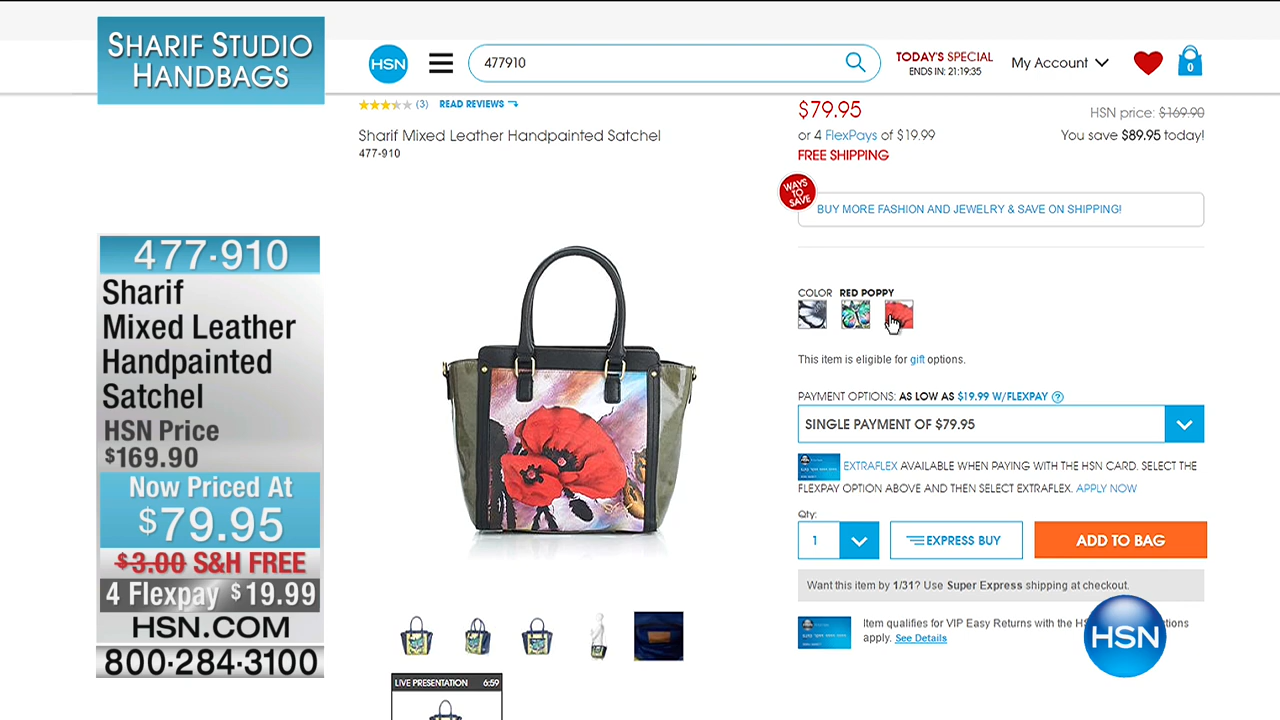 SHARIF STUDIO
HANDBAGS
HSN
477910
TODAY'S SPECIAL
ENDS IN: 21:19:35
My Account
0
(3) READ REVIEWS
Sharif Mixed Leather Handpainted Satchel
477-910
$79.95
HSN price: $169.90
or 4 FlexPays of $19.99
You save $89.95 today!
FREE SHIPPING
WAYS
TO
SAVE
BUY MORE FASHION AND JEWELRY & SAVE ON SHIPPING!
477-910
Sharif
Mixed Leather
Handpainted
Satchel
HSN Price
$169.90
Now Priced At
$79.95
$3.00 S&H FREE
4 Flexpay $19.99
HSN.COM
800-284-3100
COLOR RED POPPY
This item is eligible for gift options.
PAYMENT OPTIONS: AS LOW AS $19.99 W/FLEXPAY ?
SINGLE PAYMENT OF $79.95
EXTRAFLEX AVAILABLE WHEN PAYING WITH THE HSN CARD. SELECT THE
FLEXPAY OPTION ABOVE AND THEN SELECT EXTRAFLEX. APPLY NOW
Qty:
1
EXPRESS BUY
ADD TO BAG
Want this item by 1/31? Use Super Express shipping at checkout.
Item qualifies for VIP Easy Returns with the
apply. See Details
HSN
LIVE PRESENTATION 6:59